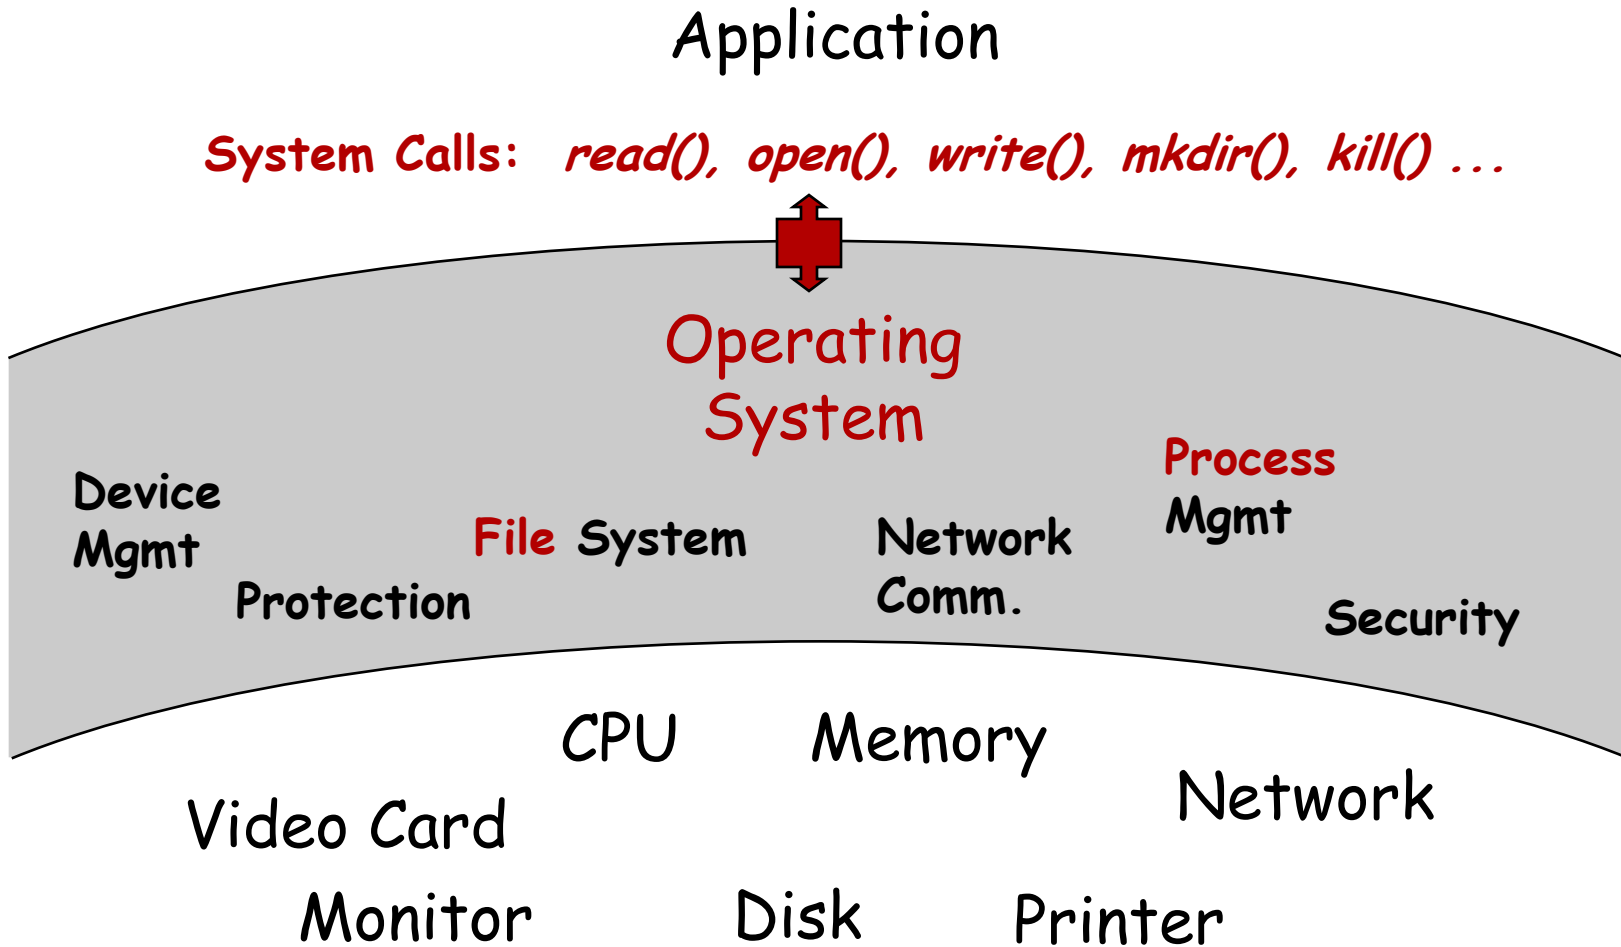 Application
System Calls: read(), open(), write(), mkdir(), kill() ...
Operating
System
Device
Mgmt
Protection
File System
Network
Comm.
Process
Mgmt
Security
CPU
Memory
Video Card
Network
Monitor
Disk
Printer